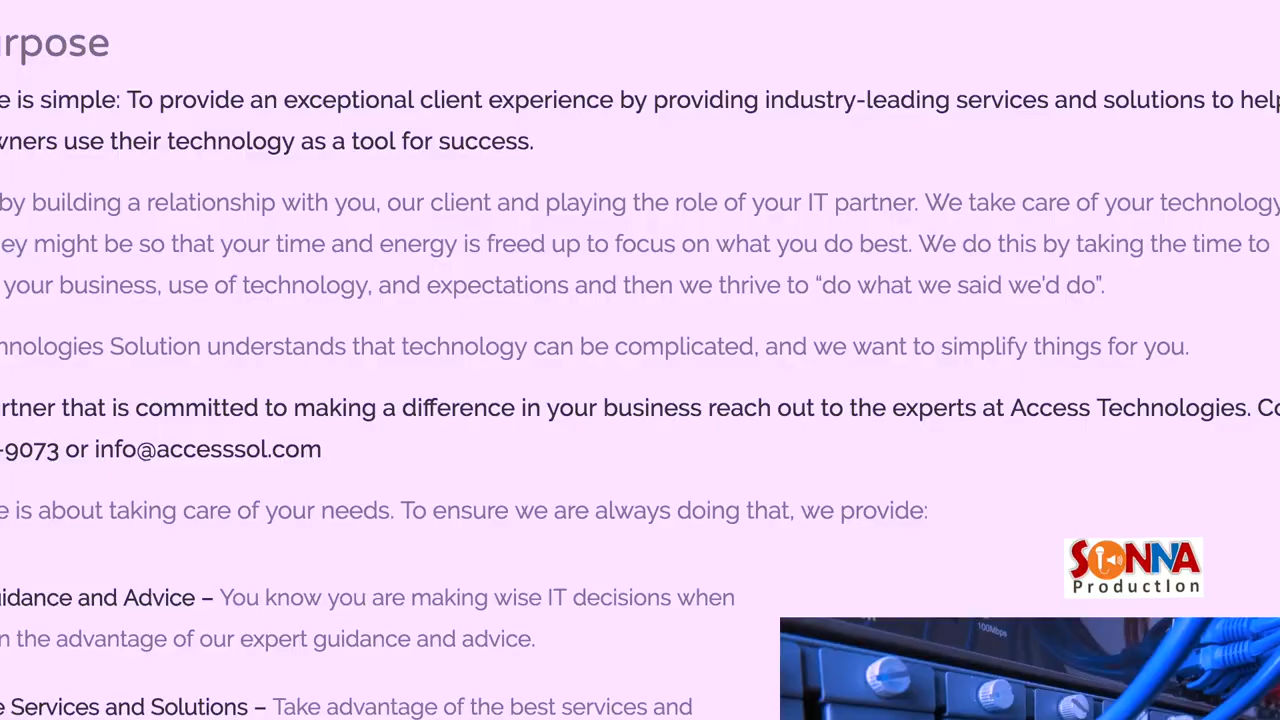 urpose
e is simple: To provide an exceptional client experience by providing industry-leading services and solutions to help
wners use their technology as a tool for success.
by building a relationship with you, our client and playing the role of your IT partner. We take care of your technology
ey might be so that your time and energy is freed up to focus on what you do best. We do this by taking the time to
your business, use of technology, and expectations and then we thrive to “do what we said we'd do”.
hnologies Solution understands that technology can be complicated, and we want to simplify things for you.
rtner that is committed to making a difference in your business reach out to the experts at Access Technologies. Co
-9073 or info@accesssol.com
e is about taking care of your needs. To ensure we are always doing that, we provide:
SONNA
Production
uidance and Advice – You know you are making wise IT decisions when
n the advantage of our expert guidance and advice.
100Mbps
e Services and Solutions – Take advantage of the best services and